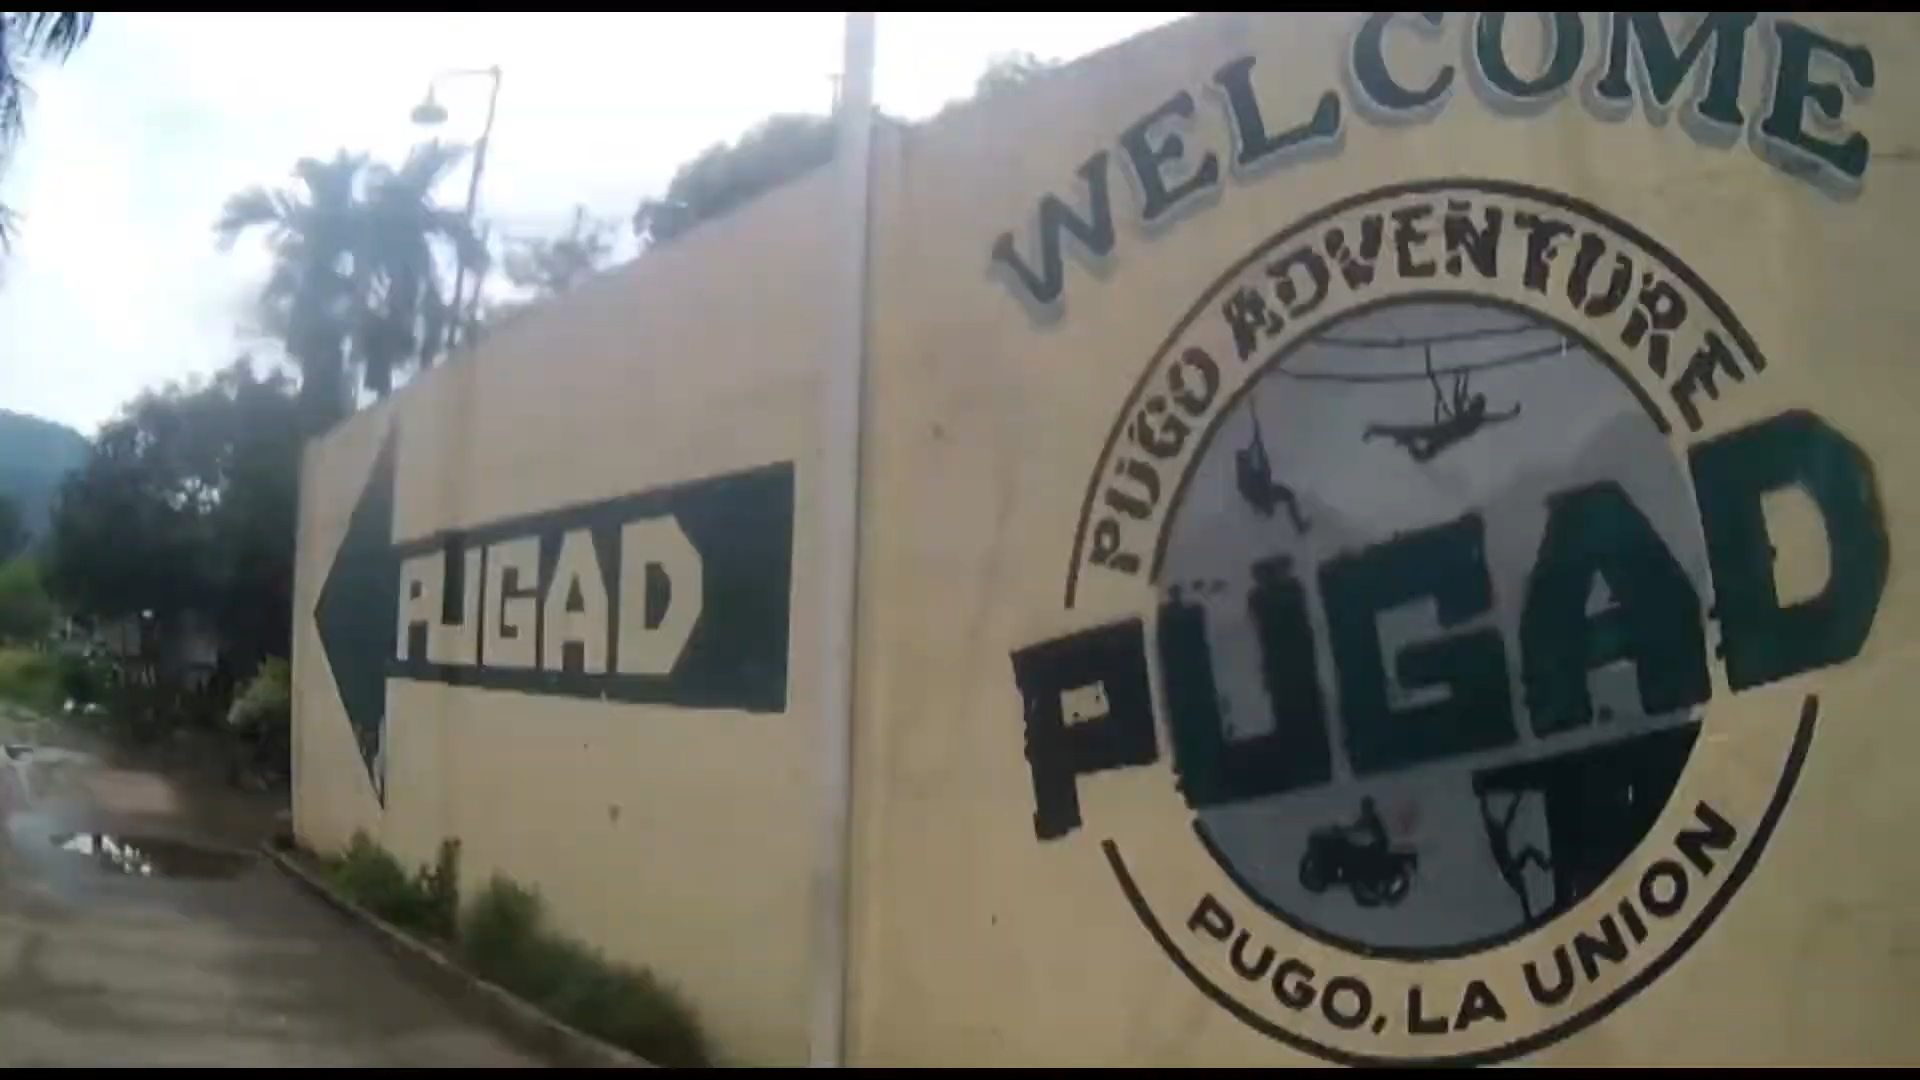 WELCOME
PUGO ADVENTURE
PUGAD
PUGO, LA UNION
PUGAD